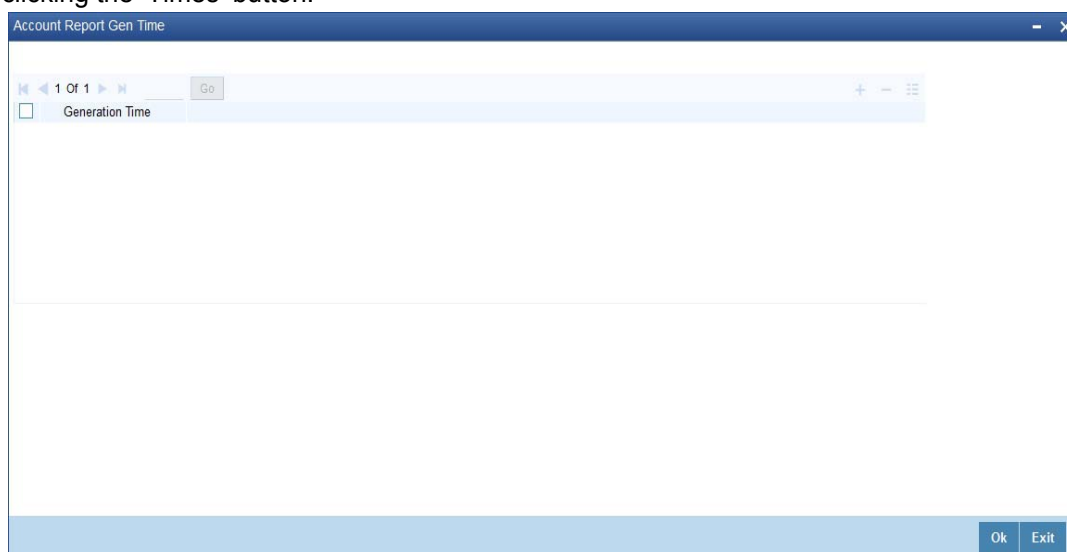 clicking the 'Times' button.
Account Report Gen Time
1 Of 1 Go
Generation Time
Ok Exit